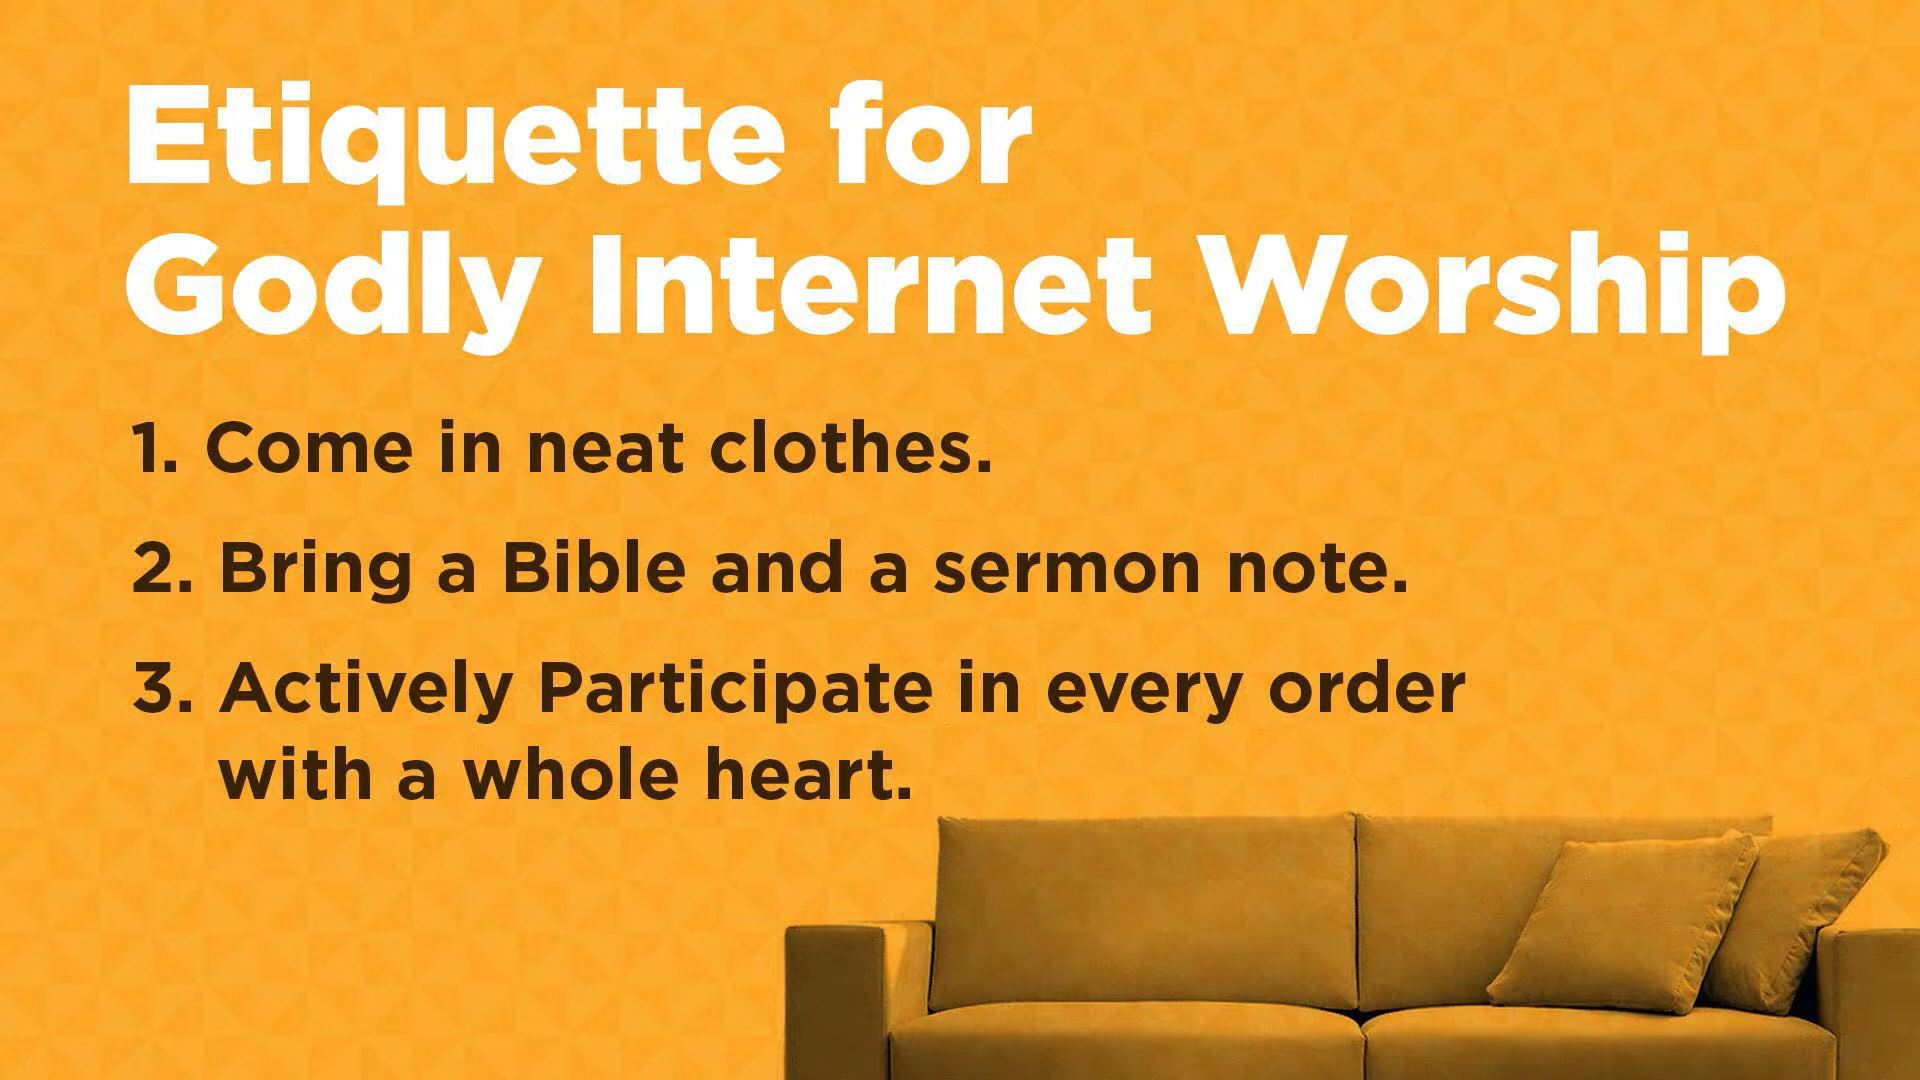 Etiquette for
Godly Internet Worship
1. Come in neat clothes.
2. Bring a Bible and a sermon note.
3. Actively Participate in every order
with a whole heart.